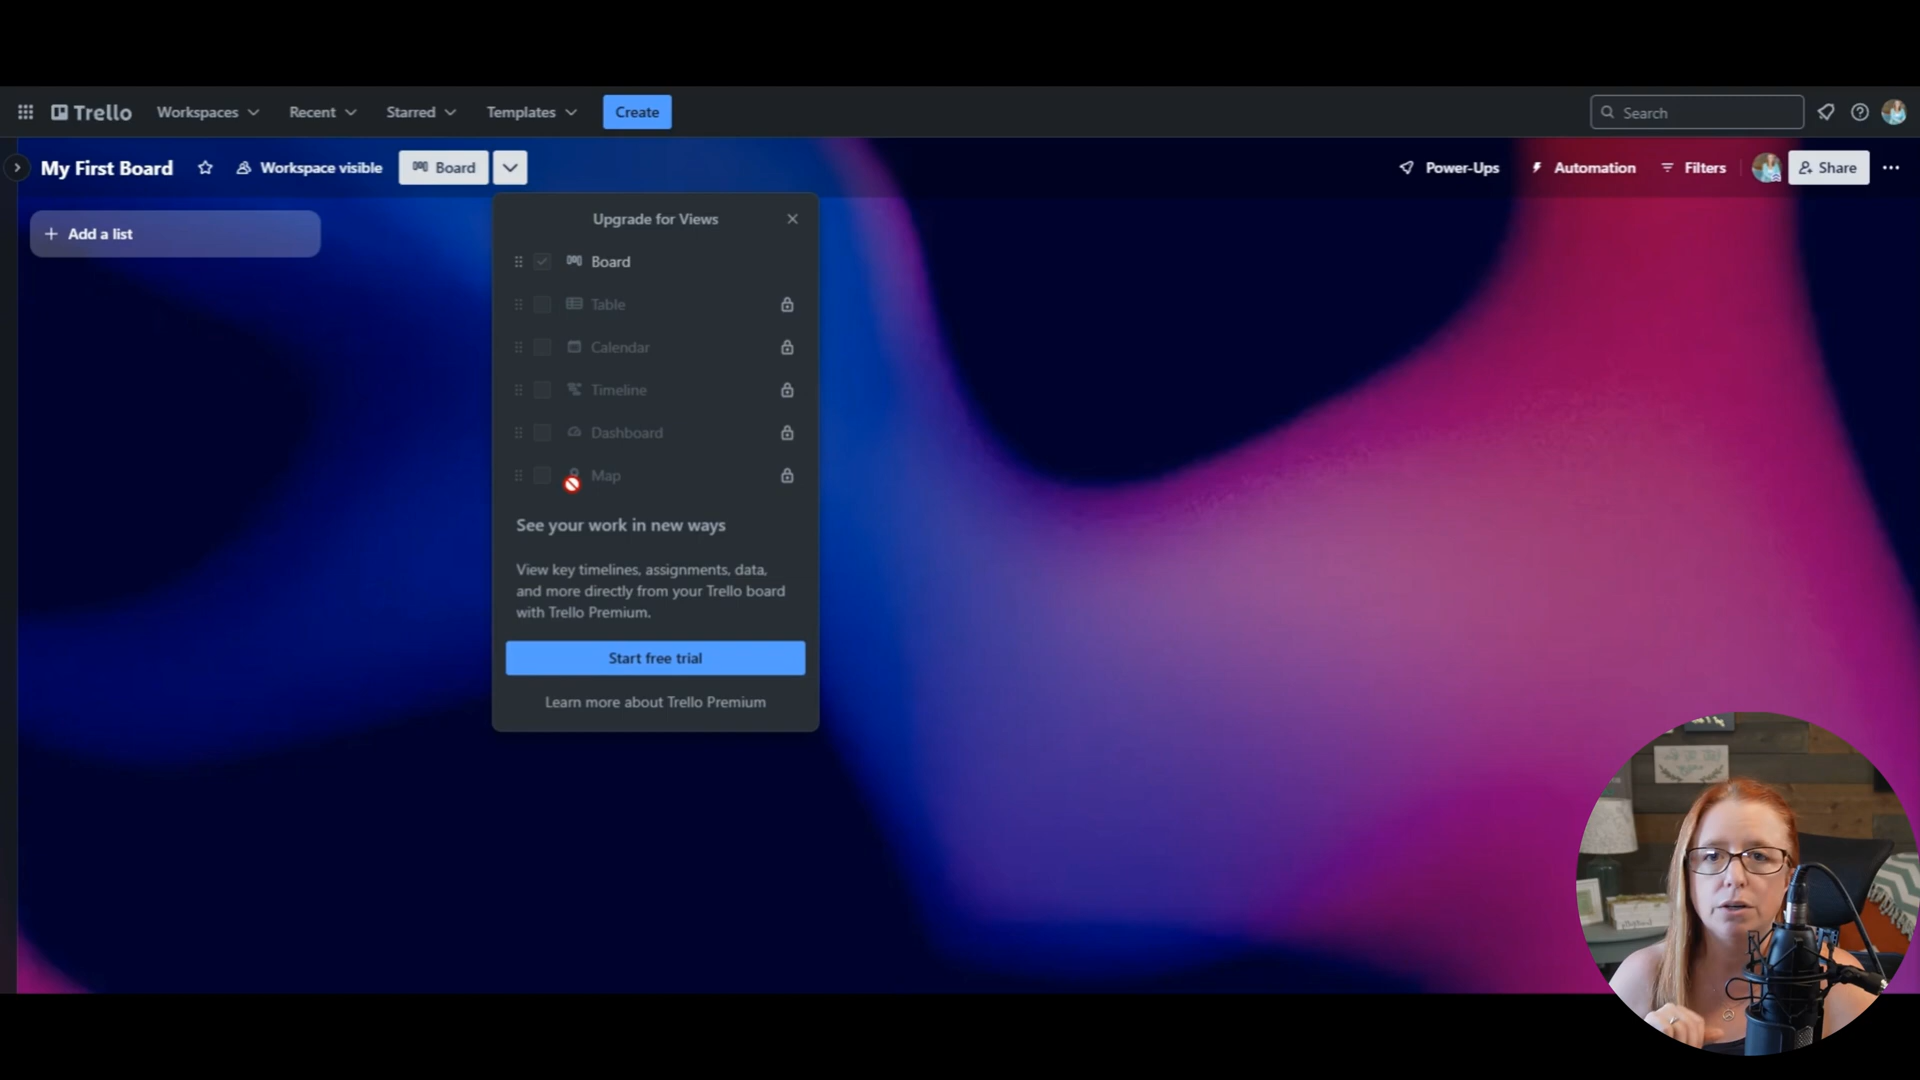 Trello Workspaces Recent Starred Templates Create Search
My First Board Workspace visible Board Power-Ups Automation Filters Share
Add a list
Upgrade for Views
Board
Table
Calendar
Timeline
Dashboard
Map
See your work in new ways
View key timelines, assignments, data,
and more directly from your Trello board
with Trello Premium.
Start free trial
Learn more about Trello Premium